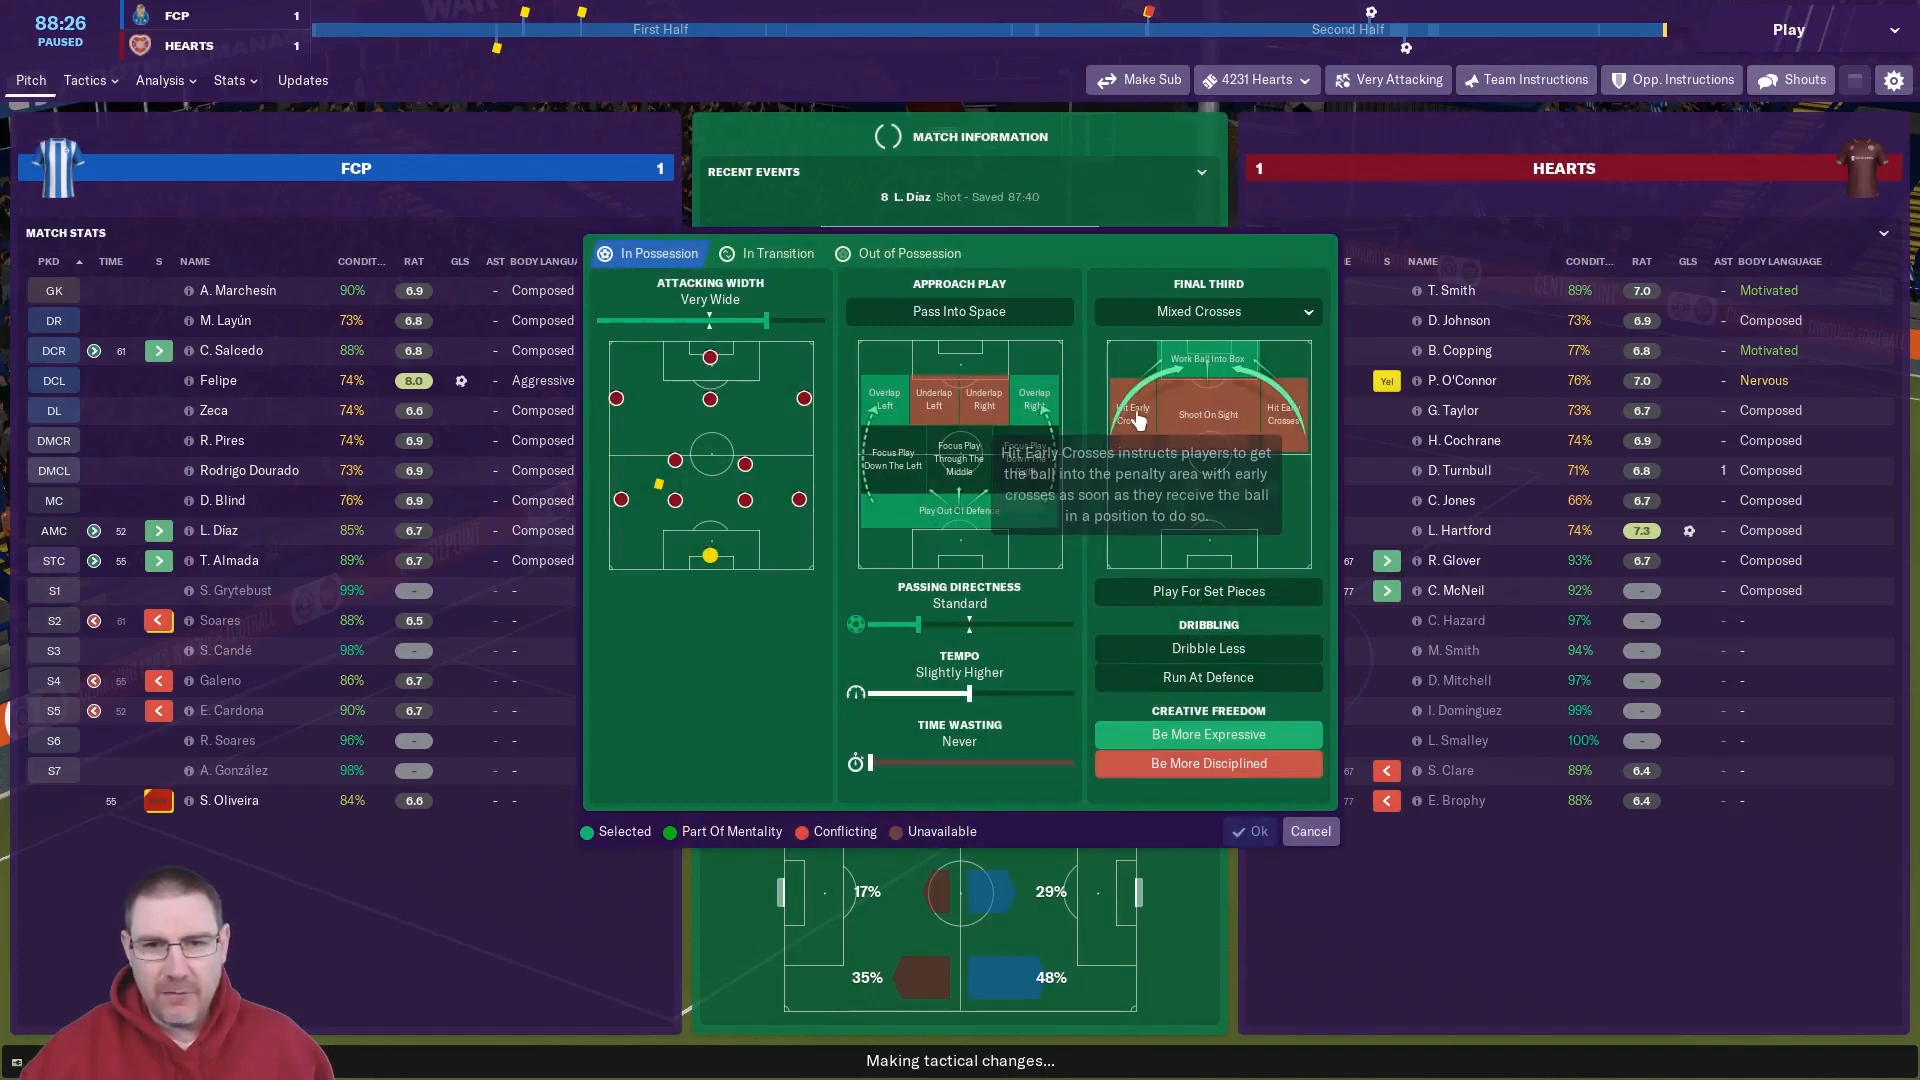 88:26
PAUSED
FCP 1
HEARTS 1
First Half
Second Half
Play
Pitch Tactics Analysis Stats Updates
Make Sub 4231 Hearts Very Attacking Team Instructions Opp. Instructions Shouts
FCP 1
MATCH INFORMATION
RECENT EVENTS
8 L. Díaz Shot - Saved 87:40
1 HEARTS
MATCH STATS
PKD TIME S NAME CONDIT... RAT GLS AST BODY LANGUA
GK A. Marchesín 90% 6.9 - Composed
DR M. Layún 73% 6.8 - Composed
DCR 61 C. Salcedo 88% 6.8 - Composed
DCL Felipe 74% 8.0 - Aggressive
DL Zeca 74% 6.6 - Composed
DMCR R. Pires 74% 6.9 - Composed
DMCL Rodrigo Dourado 73% 6.9 - Composed
MC D. Blind 76% 6.9 - Composed
AMC 52 L. Díaz 85% 6.7 - Composed
STC 55 T. Almada 89% 6.7 - Composed
S1 S. Grytebust 99% - - -
S2 61 Soares 88% 6.5 - -
S3 S. Candé 98% - - -
S4 55 Galeno 86% 6.7 - -
S5 52 E. Cardona 90% 6.7 - -
S6 R. Soares 96% - - -
S7 A. González 98% - - -
55 S. Oliveira 84% 6.6 - -
In Possession In Transition Out of Possession
ATTACKING WIDTH
Very Wide
APPROACH PLAY
Pass Into Space
Overlap Left
Underlap Left
Underlap Right
Overlap Right
Focus Play Down The Left
Focus Play Through The Middle
Play Out Of Defence
PASSING DIRECTNESS
Standard
TEMPO
Slightly Higher
TIME WASTING
Never
FINAL THIRD
Mixed Crosses
Work Ball Into Box
Hit Early
Shoot On Sight
Hit Early Crosses
Hit Early Crosses instructs players to get
the ball into the penalty area with early
crosses as soon as they receive the ball
in a position to do so.
Play For Set Pieces
DRIBBLING
Dribble Less
Run At Defence
CREATIVE FREEDOM
Be More Expressive
Be More Disciplined
Selected Part Of Mentality Conflicting Unavailable
Ok Cancel
E S NAME CONDIT... RAT GLS AST BODY LANGUAGE
T. Smith 89% 7.0 - Motivated
D. Johnson 73% 6.9 - Composed
B. Copping 77% 6.8 - Motivated
Yel P. O'Connor 76% 7.0 - Nervous
G. Taylor 73% 6.7 - Composed
H. Cochrane 74% 6.9 - Composed
D. Turnbull 71% 6.8 1 Composed
C. Jones 66% 6.7 - Composed
L. Hartford 74% 7.3 - Composed
67 R. Glover 93% 6.7 - Composed
77 C. McNeil 92% - - Composed
C. Hazard 97% - - -
M. Smith 94% - - -
D. Mitchell 97% - - -
I. Domínguez 99% - - -
L. Smalley 100% - - -
67 S. Clare 89% 6.4 - -
77 E. Brophy 88% 6.4 - -
17% 29%
35% 48%
Making tactical changes...